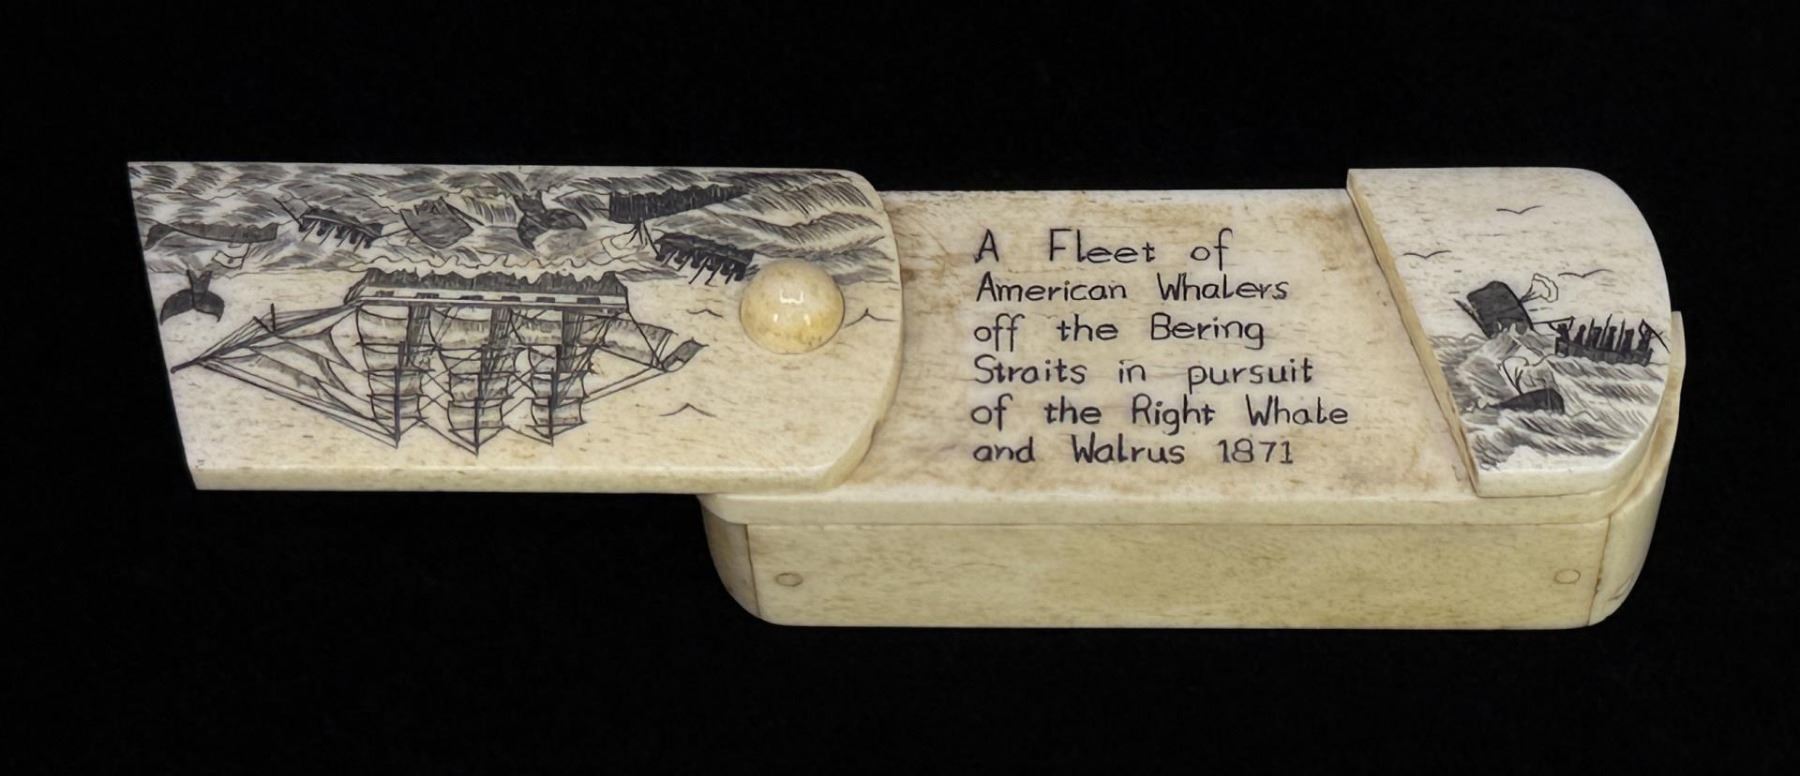 A Fleet of
American Whalers
off the Bering
Straits in pursuit
of the Right Whale
and Walrus 1871